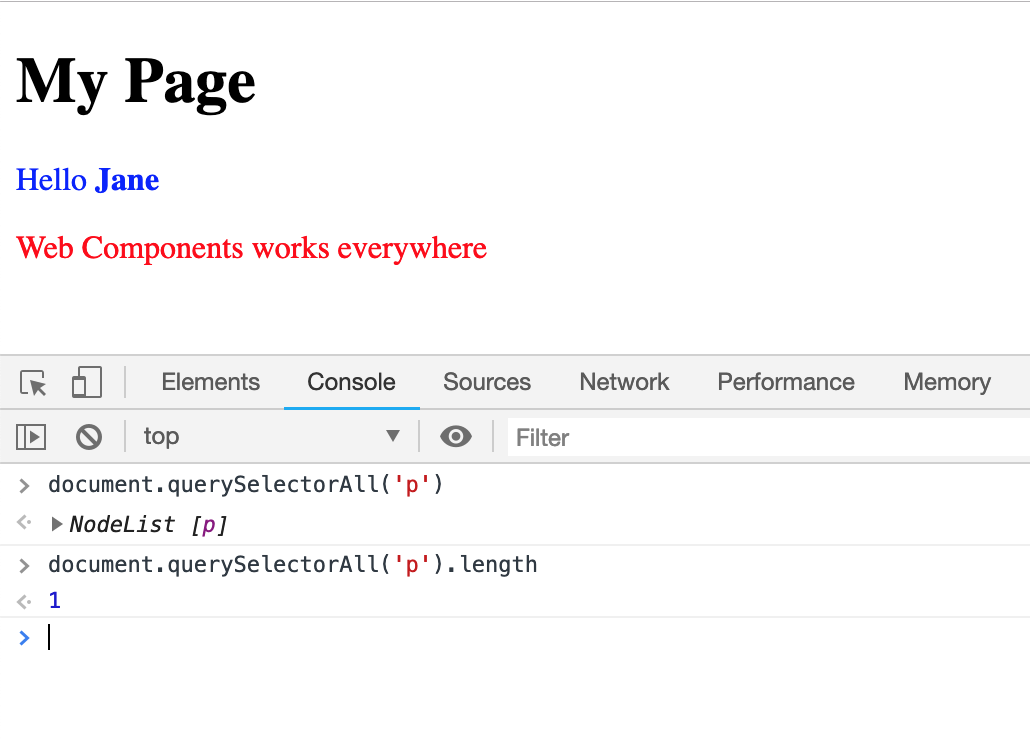 My Page
Hello Jane
Web Components works everywhere
Elements Console Sources Network Performance Memory
top Filter
document.querySelectorAll('p')
NodeList [p]
document.querySelectorAll('p').length
1